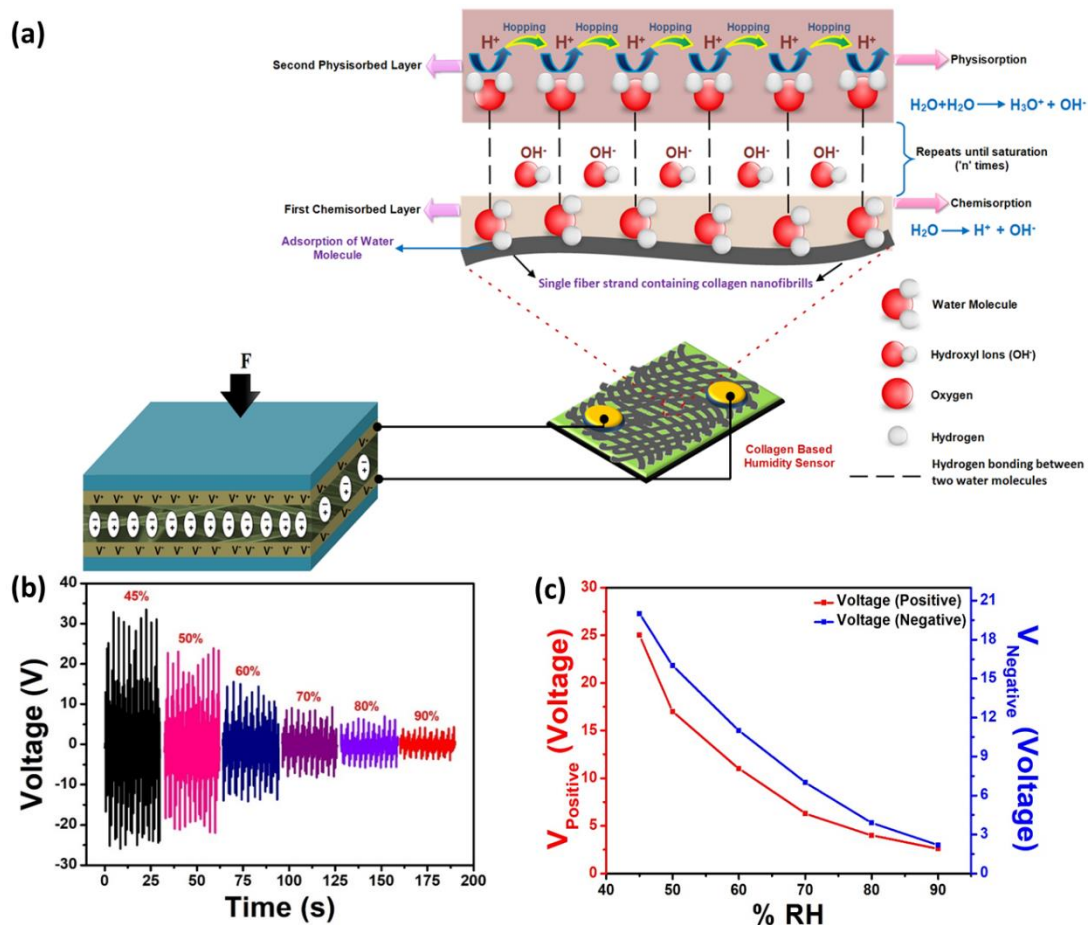 (a)
Hopping Hopping Hopping Hopping Hopping
H⁺ H⁺ H⁺ H⁺ H⁺ H⁺
Second Physisorbed Layer
Physisorption
H₂O+H₂O → H₃O⁺ + OH⁻
OH⁻ OH⁻ OH⁻ OH⁻ OH⁻
Repeats until saturation
('n' times)
First Chemisorbed Layer
Chemisorption
H₂O → H⁺ + OH⁻
Adsorption of Water
Molecule
Single fiber strand containing collagen nanofibrills
Water Molecule
Hydroxyl Ions (OH⁻)
Oxygen
Hydrogen
Hydrogen bonding between
two water molecules
Collagen Based
Humidity Sensor
F
(b)
40
30
20
10
0
-10
-20
-30
Voltage (V)
45%
50%
60%
70%
80%
90%
0 25 50 75 100 125 150 175 200
Time (s)
(c)
30
25
20
15
10
5
0
V Positive (Voltage)
Voltage (Positive)
Voltage (Negative)
21
18
15
12
9
6
3
0
V Negative (Voltage)
40 50 60 70 80 90
% RH